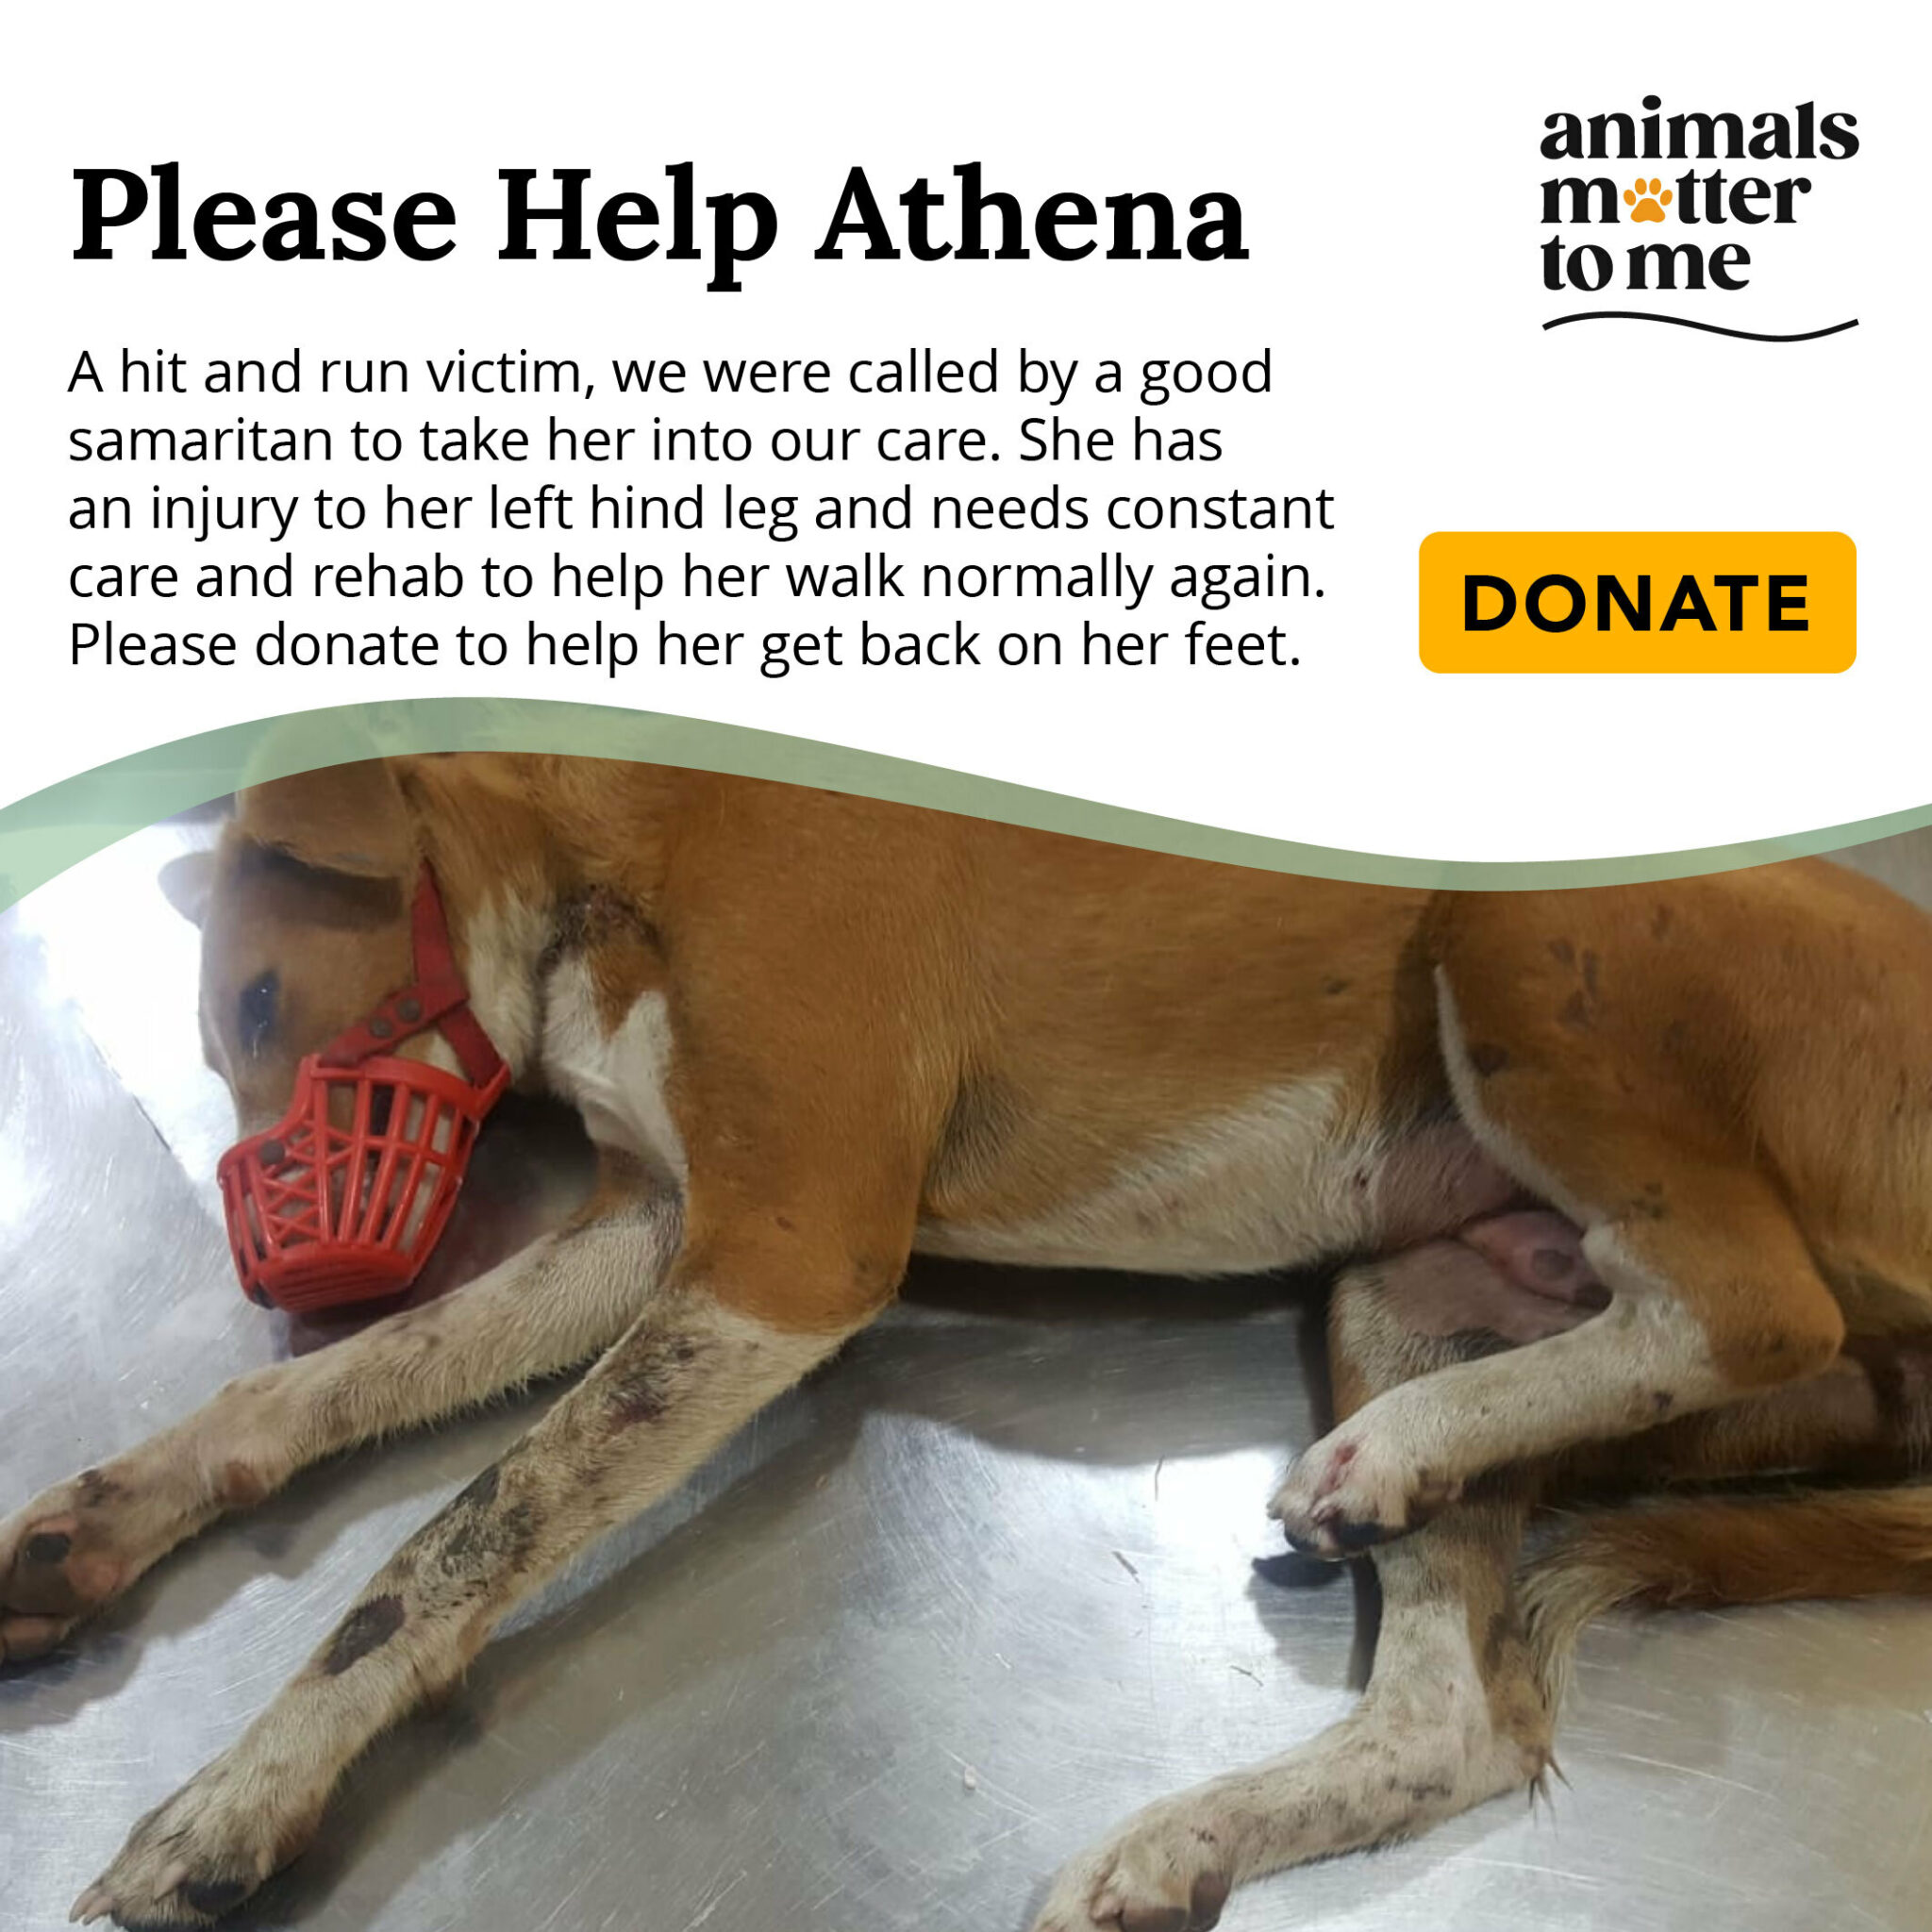 Please Help Athena
animals
matter
to me
A hit and run victim, we were called by a good
samaritan to take her into our care. She has
an injury to her left hind leg and needs constant
care and rehab to help her walk normally again.
Please donate to help her get back on her feet.
DONATE